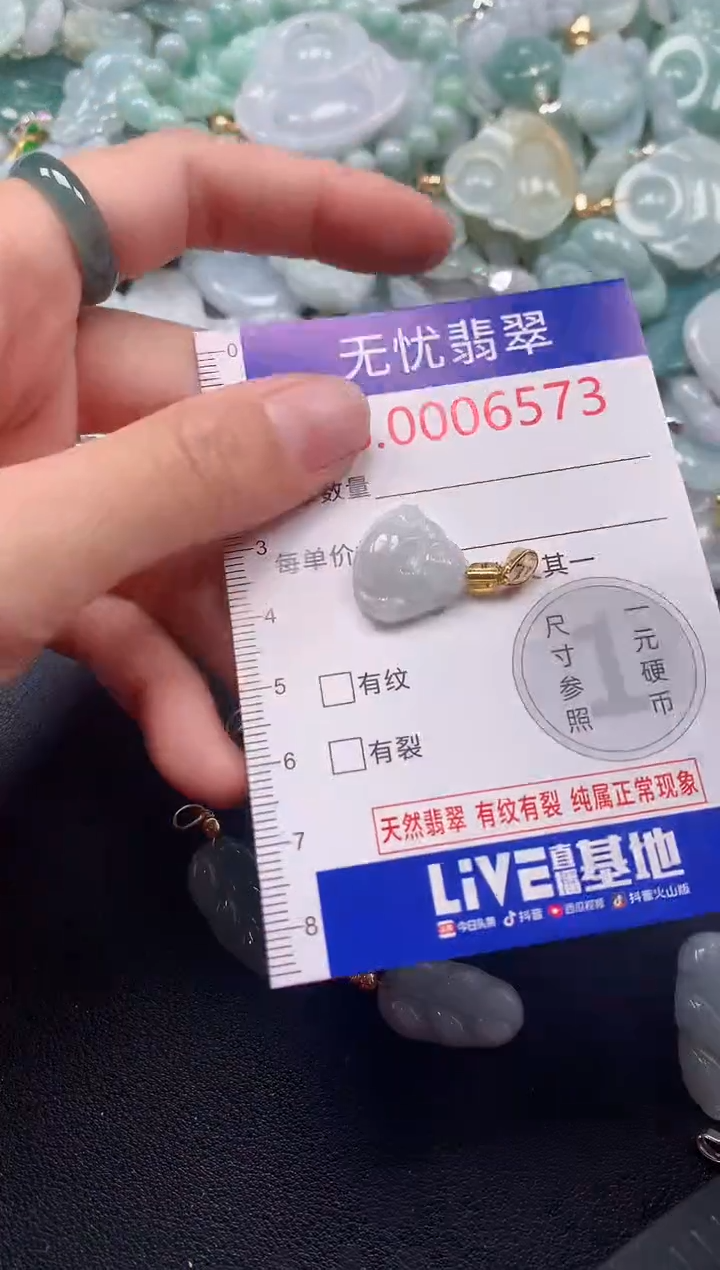 无忧翡翠
.0006573
数量
每单价 其一
尺寸参照
一元硬币
1
有纹
有裂
天然翡翠 有纹有裂 纯属正常现象
LiVE直播基地
今日头条 抖音 西瓜视频 抖音火山版
0
3
4
5
6
7
8